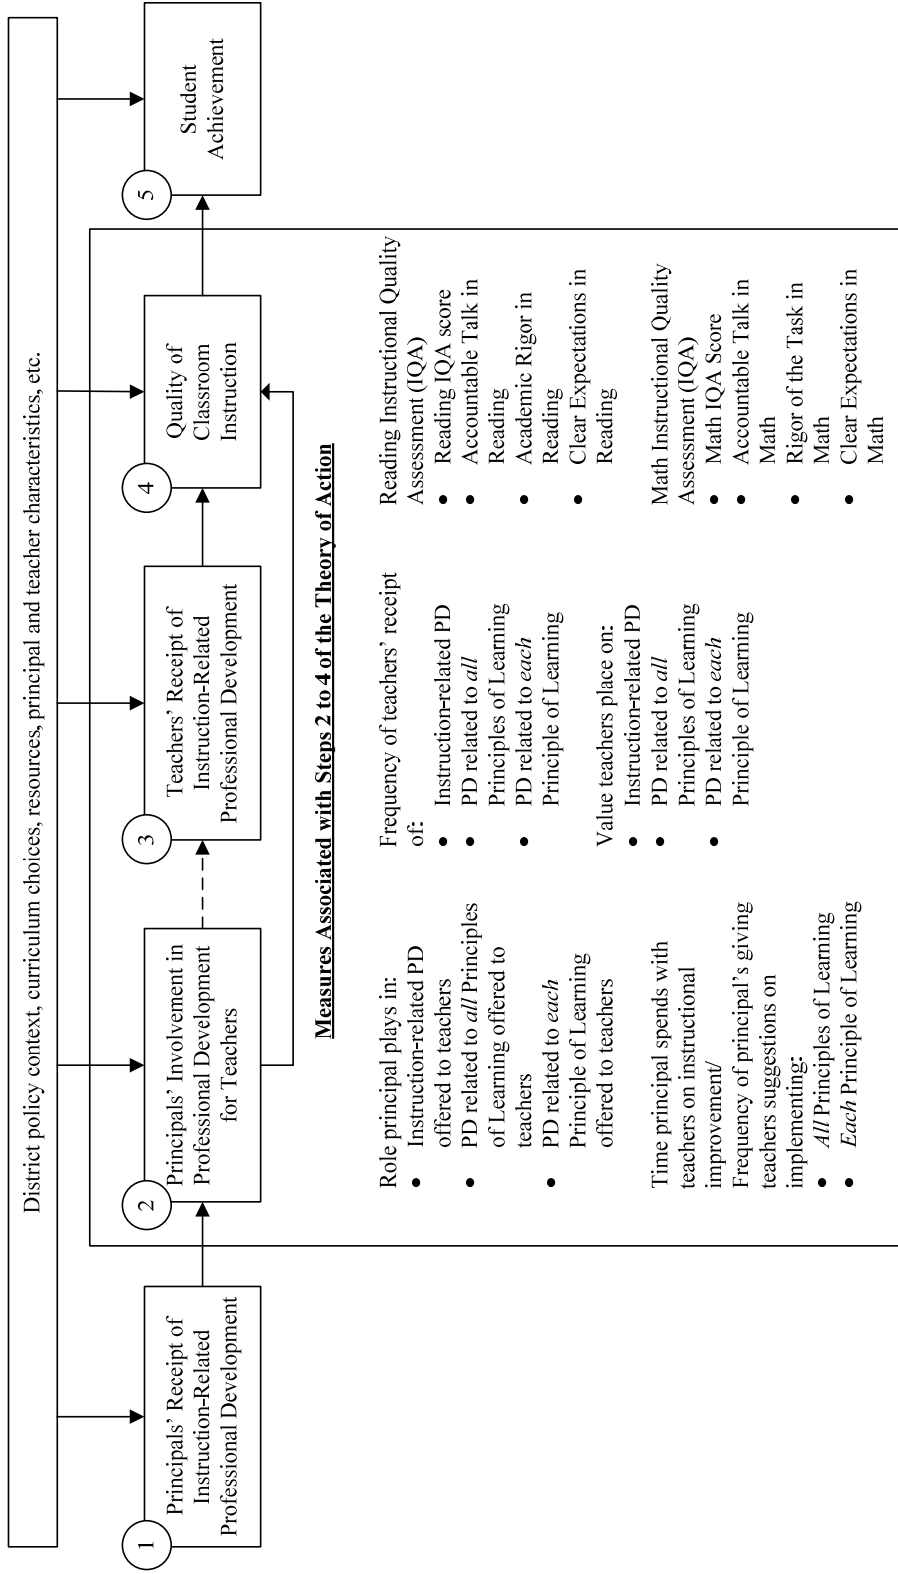 District policy context, curriculum choices, resources, principal and teacher characteristics, etc.
1
Principals’ Receipt of
Instruction-Related
Professional Development
2
Principals’ Involvement in
Professional Development
for Teachers
3
Teachers’ Receipt of
Instruction-Related
Professional Development
4
Quality of
Classroom
Instruction
5
Student
Achievement
Measures Associated with Steps 2 to 4 of the Theory of Action
Role principal plays in:
• Instruction-related PD
offered to teachers
• PD related to all Principles
of Learning offered to
teachers
• PD related to each
Principle of Learning
offered to teachers
Time principal spends with
teachers on instructional
improvement/
Frequency of principal’s giving
teachers suggestions on
implementing:
• All Principles of Learning
• Each Principle of Learning
Frequency of teachers’ receipt
of:
• Instruction-related PD
• PD related to all
Principles of Learning
• PD related to each
Principle of Learning
Value teachers place on:
• Instruction-related PD
• PD related to all
Principles of Learning
• PD related to each
Principle of Learning
Reading Instructional Quality
Assessment (IQA)
• Reading IQA score
• Accountable Talk in
Reading
• Academic Rigor in
Reading
• Clear Expectations in
Reading
Math Instructional Quality
Assessment (IQA)
• Math IQA Score
• Accountable Talk in
Math
• Rigor of the Task in
Math
• Clear Expectations in
Math